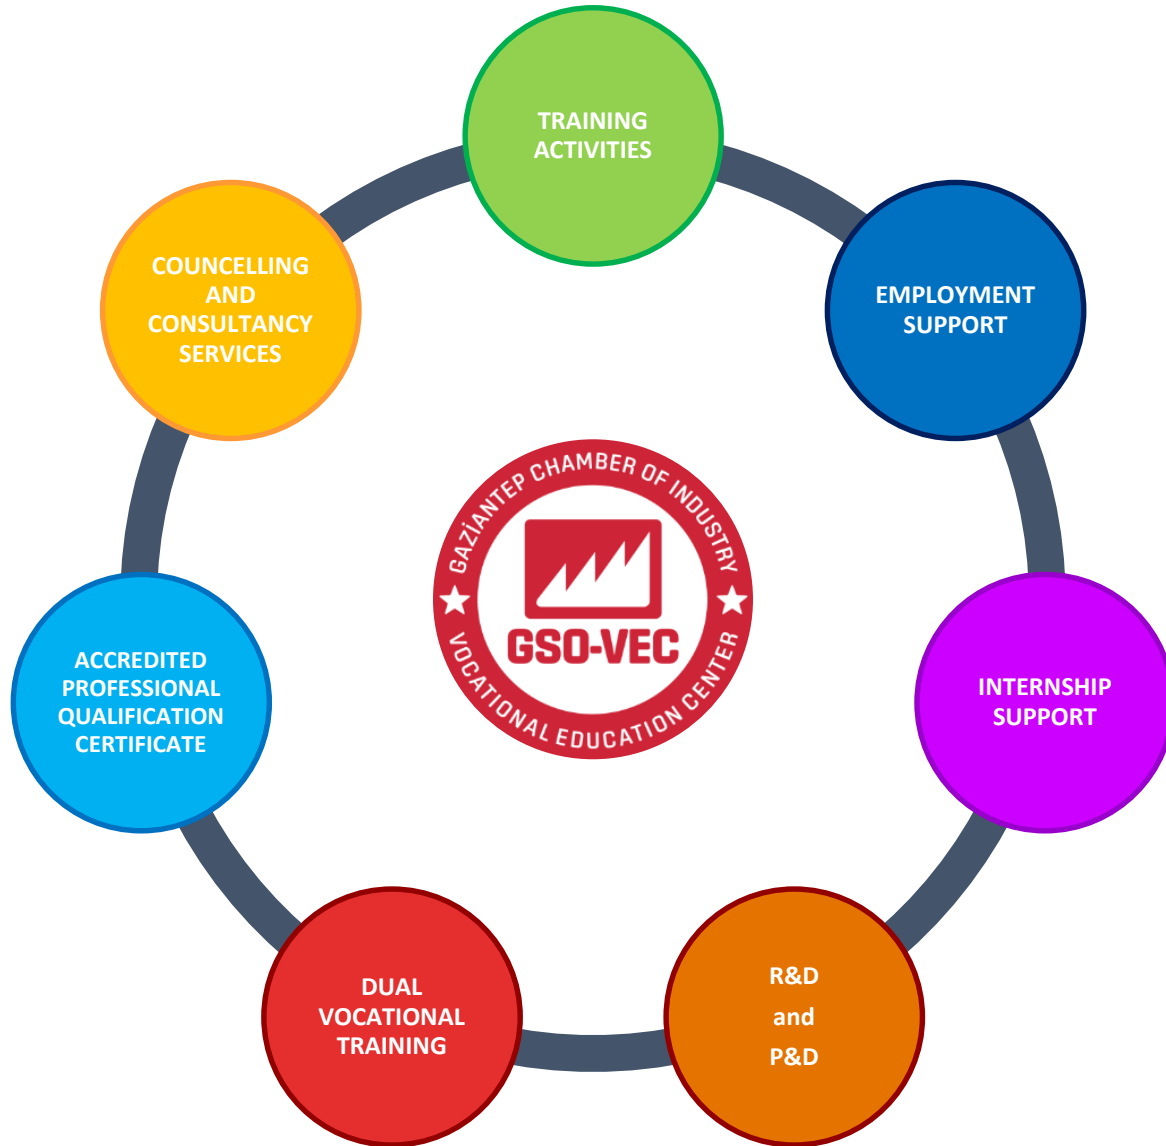 TRAINING
ACTIVITIES
EMPLOYMENT
SUPPORT
INTERNSHIP
SUPPORT
R&D
and
P&D
DUAL
VOCATIONAL
TRAINING
ACCREDITED
PROFESSIONAL
QUALIFICATION
CERTIFICATE
COUNCELLING
AND
CONSULTANCY
SERVICES
GAZİANTEP CHAMBER OF INDUSTRY
GSO-VEC
VOCATIONAL EDUCATION CENTER